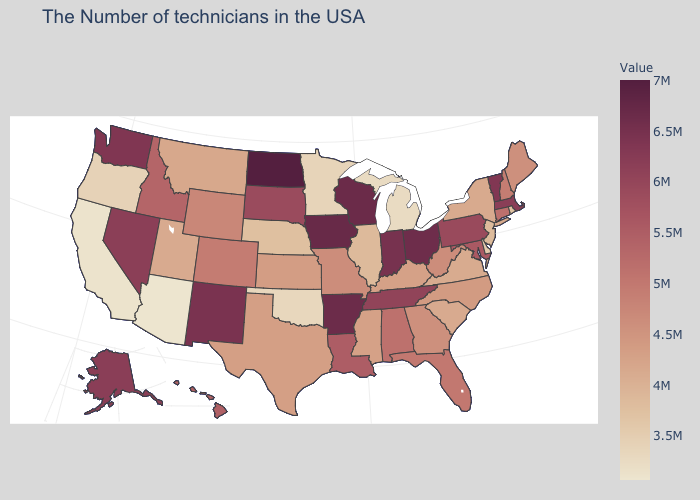 The Number of technicians in the USA
Value
7M
6.5M
6M
5.5M
5M
4.5M
4M
3.5M